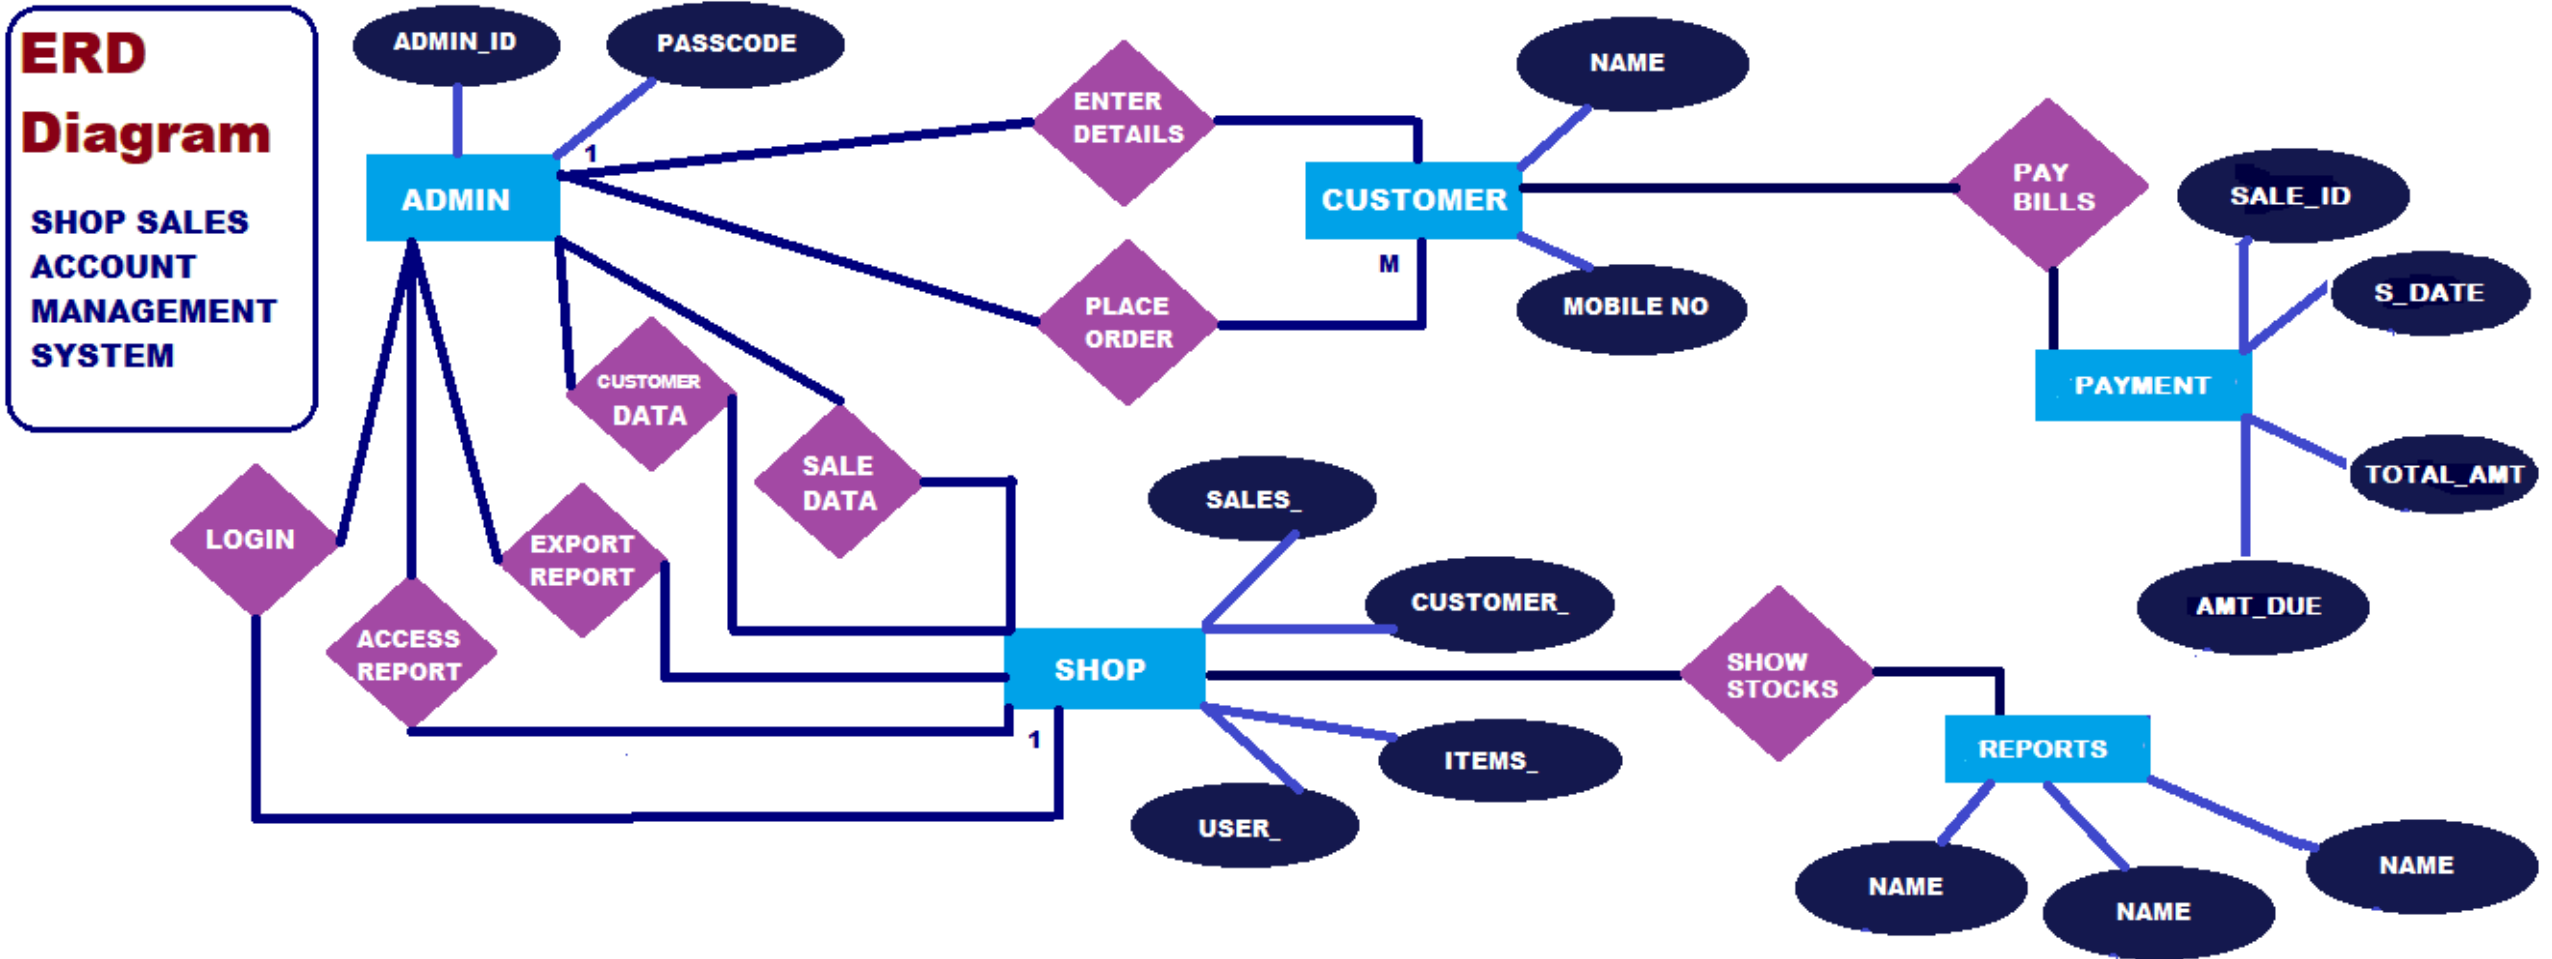 ERD
Diagram
SHOP SALES
ACCOUNT
MANAGEMENT
SYSTEM
ADMIN_ID
PASSCODE
ADMIN
1
ENTER
DETAILS
PLACE
ORDER
NAME
CUSTOMER
M
MOBILE NO
PAY
BILLS
SALE_ID
S_DATE
PAYMENT
TOTAL_AMT
AMT_DUE
CUSTOMER
DATA
SALE
DATA
LOGIN
EXPORT
REPORT
ACCESS
REPORT
SALES_
CUSTOMER_
SHOP
1
ITEMS_
USER_
SHOW
STOCKS
REPORTS
NAME
NAME
NAME